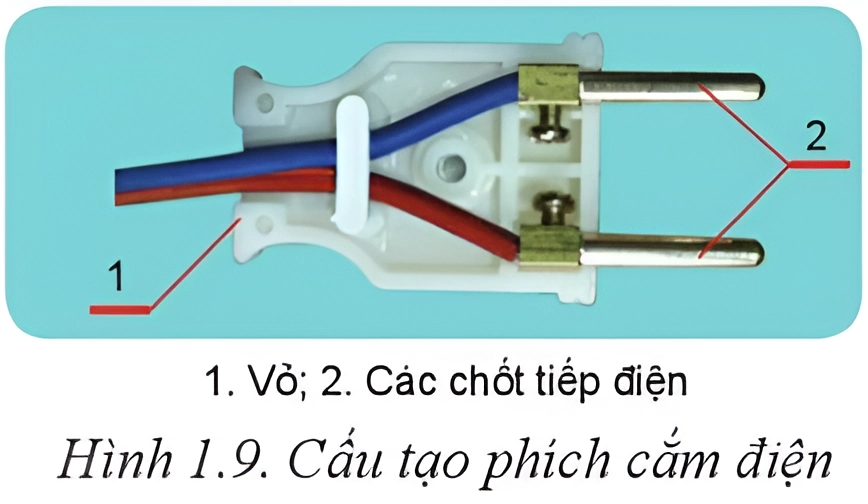 2
1
1. Vỏ; 2. Các chốt tiếp điện
Hình 1.9. Cấu tạo phích cắm điện